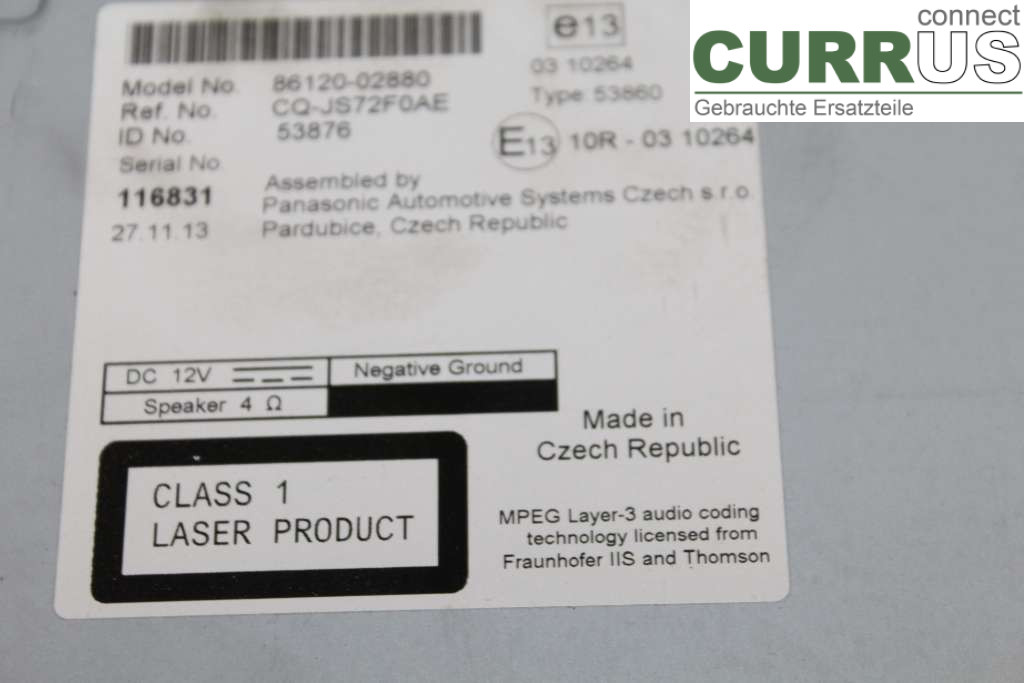 Model No. 86120-02880
Ref. No. CQ-JS72F0AE
ID No. 53876
Serial No.
116831
27.11.13
Assembled by
Panasonic Automotive Systems Czech s.r.o.
Pardubice, Czech Republic
e13
03 10264
Type 53860
E13 10R - 03 10264
DC 12V
Negative Ground
Speaker 4 Ω
Made in
Czech Republic
CLASS 1
LASER PRODUCT
MPEG Layer-3 audio coding
technology licensed from
Fraunhofer IIS and Thomson
connect
CURRUS
Gebrauchte Ersatzteile